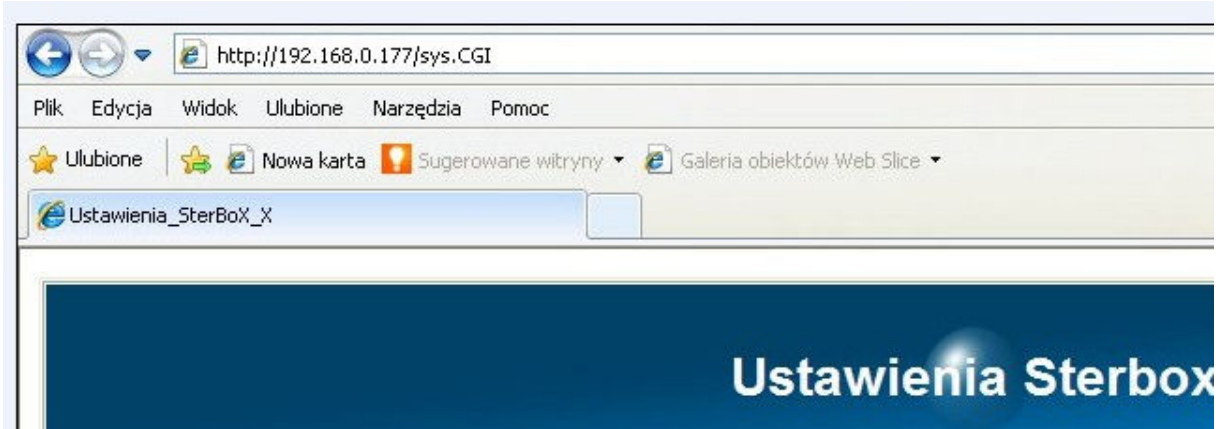 http://192.168.0.177/sys.CGI
Plik Edycja Widok Ulubione Narzędzia Pomoc
Ulubione Nowa karta Sugerowane witryny Galeria obiektów Web Slice
Ustawienia_SterBoX_X
Ustawienia Sterbox